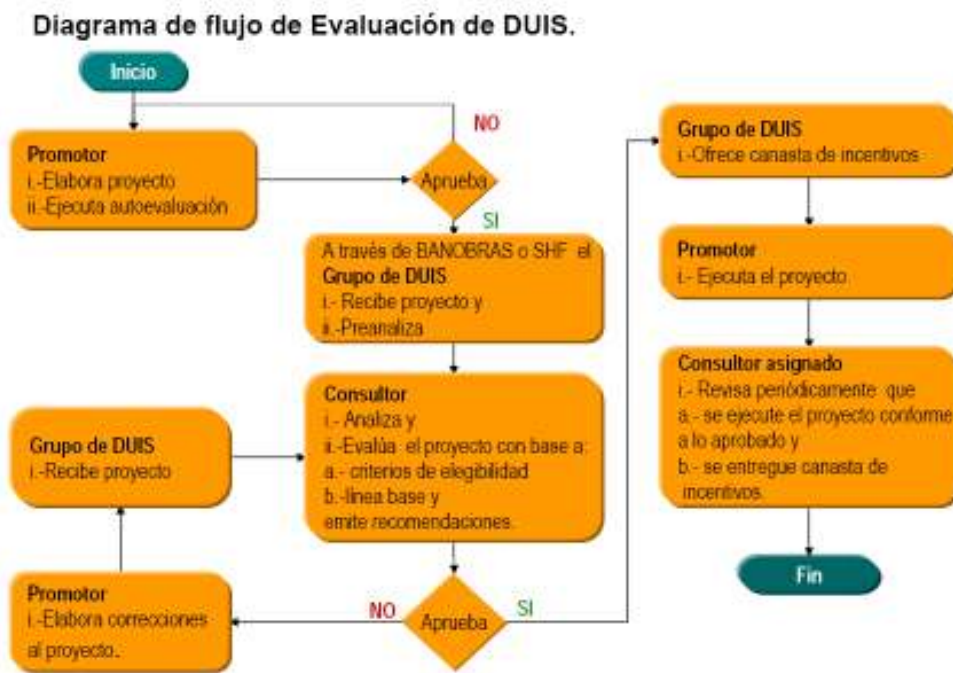 Diagrama de flujo de Evaluación de DUIS.
Inicio
Promotor
i.-Elabora proyecto
ii.-Ejecuta autoevaluación
NO
Aprueba
SI
A través de BANOBRAS o SHF el
Grupo de DUIS
i.- Recibe proyecto y
ii.-Preanaliza
Consultor
i.- Analiza y
ii.-Evalúa el proyecto con base a:
a.- criterios de elegibilidad
b.-línea base y
emite recomendaciones.
Aprueba
NO
SI
Promotor
i.-Elabora correcciones
al proyecto.
Grupo de DUIS
i.-Recibe proyecto
Grupo de DUIS
i.-Ofrece canasta de incentivos
Promotor
i.- Ejecuta el proyecto
Consultor asignado
i.- Revisa periódicamente que
a.- se ejecute el proyecto conforme
a lo aprobado y
b.- se entregue canasta de
incentivos.
Fin